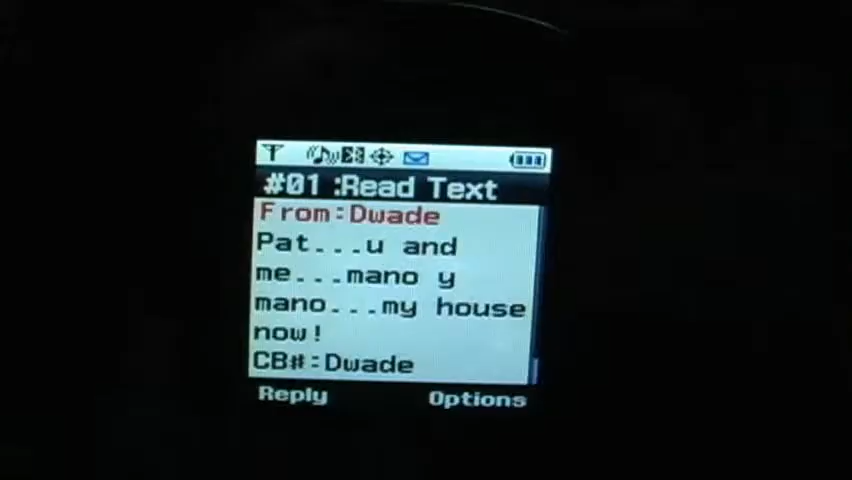 #01 :Read Text
From:Dwade
Pat...u and
me...mano y
mano...my house
now!
CB#:Dwade
Reply Options